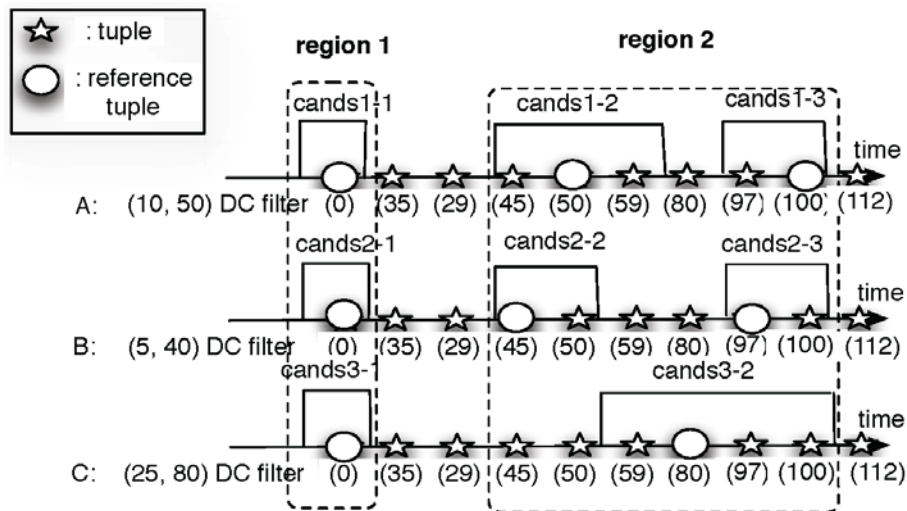 : tuple
: reference
tuple
region 1
region 2
cands1-1
cands1-2
cands1-3
time
A: (10, 50) DC filter (0) (35) (29) (45) (50) (59) (80) (97) (100) (112)
cands2-1
cands2-2
cands2-3
time
B: (5, 40) DC filter (0) (35) (29) (45) (50) (59) (80) (97) (100) (112)
cands3-1
cands3-2
time
C: (25, 80) DC filter (0) (35) (29) (45) (50) (59) (80) (97) (100) (112)